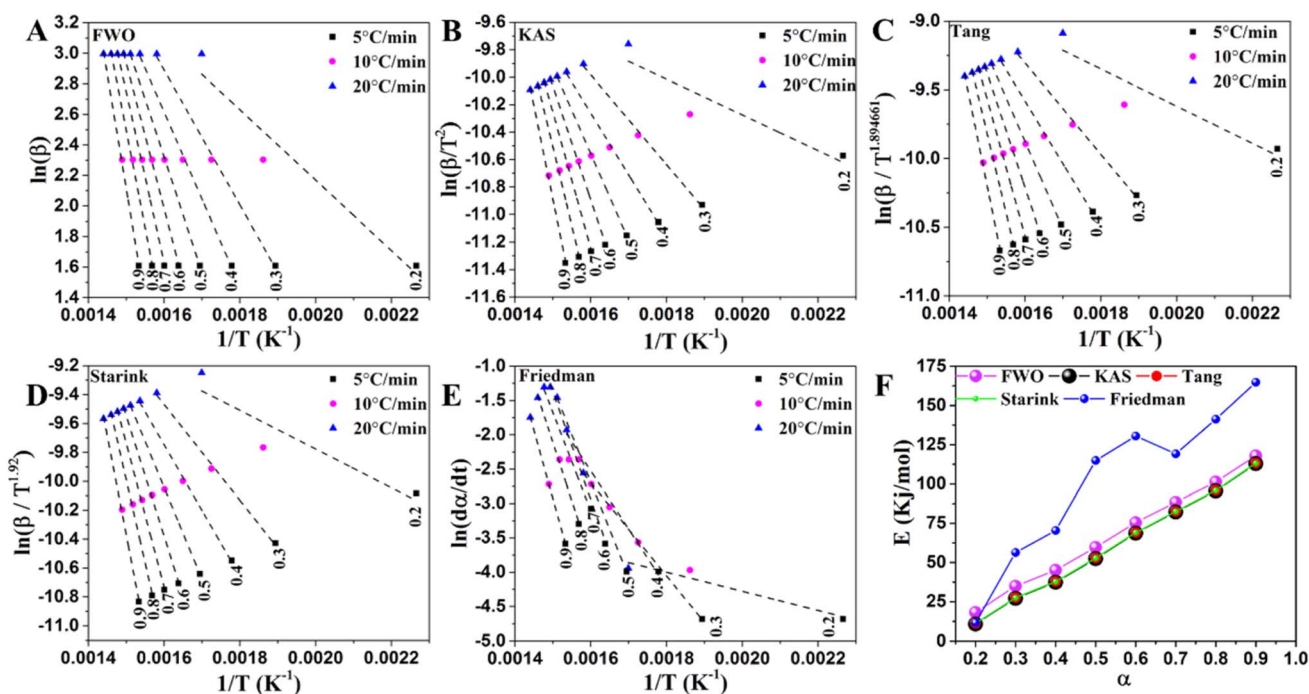 A
FWO
5°C/min
10°C/min
20°C/min
ln(β)
3.2
3.0
2.8
2.6
2.4
2.2
2.0
1.8
1.6
1.4
0.9
0.8
0.7
0.6
0.5
0.4
0.3
0.2
0.0014 0.0016 0.0018 0.0020 0.0022
1/T (K⁻¹)
B
KAS
5°C/min
10°C/min
20°C/min
ln(β/T²)
-9.6
-9.8
-10.0
-10.2
-10.4
-10.6
-10.8
-11.0
-11.2
-11.4
-11.6
0.9
0.8
0.7
0.6
0.5
0.4
0.3
0.2
0.0014 0.0016 0.0018 0.0020 0.0022
1/T (K⁻¹)
C
Tang
5°C/min
10°C/min
20°C/min
ln(β / T¹·⁸⁹⁴⁶⁶¹)
-9.0
-9.5
-10.0
-10.5
-11.0
0.9
0.8
0.7
0.6
0.5
0.4
0.3
0.2
0.0014 0.0016 0.0018 0.0020 0.0022
1/T (K⁻¹)
D
Starink
5°C/min
10°C/min
20°C/min
ln(β / T¹·⁹²)
-9.2
-9.4
-9.6
-9.8
-10.0
-10.2
-10.4
-10.6
-10.8
-11.0
0.9
0.8
0.7
0.6
0.5
0.4
0.3
0.2
0.0014 0.0016 0.0018 0.0020 0.0022
1/T (K⁻¹)
E
Friedman
5°C/min
10°C/min
20°C/min
ln(dα/dt)
-1.0
-1.5
-2.0
-2.5
-3.0
-3.5
-4.0
-4.5
-5.0
0.9
0.8
0.7
0.6
0.5
0.4
0.3
0.2
0.0014 0.0016 0.0018 0.0020 0.0022
1/T (K⁻¹)
F
FWO KAS Tang
Starink Friedman
E (Kj/mol)
175
150
125
100
75
50
25
0
0.2 0.3 0.4 0.5 0.6 0.7 0.8 0.9 1.0
α